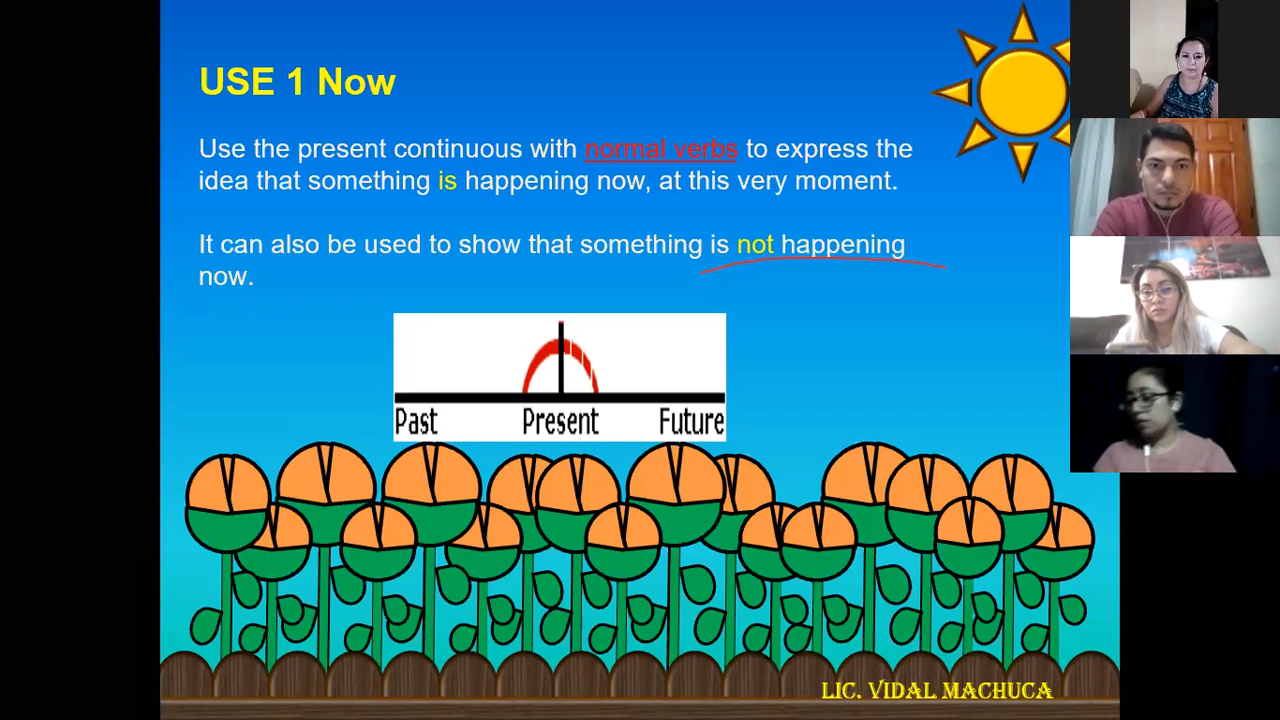 USE 1 Now
Use the present continuous with normal verbs to express the
idea that something is happening now, at this very moment.
It can also be used to show that something is not happening
now.
Past Present Future
LIC. VIDAL MACHUCA